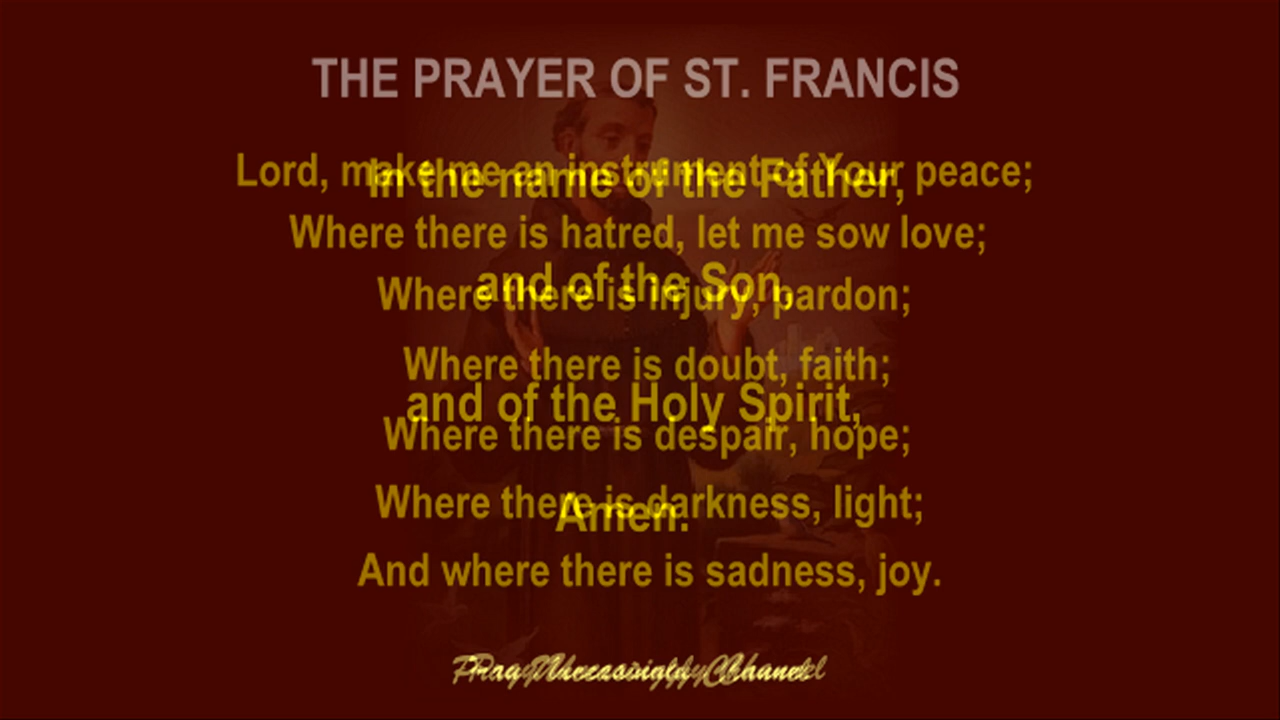 THE PRAYER OF ST. FRANCIS
Lord, make me an instrument of Your peace;
In the name of the Father,
Where there is hatred, let me sow love;
and of the Son,
Where there is injury, pardon;
Where there is doubt, faith;
and of the Holy Spirit,
Where there is despair, hope;
Where there is darkness, light;
Amen.
And where there is sadness, joy.
Pray Unceasingly Channel